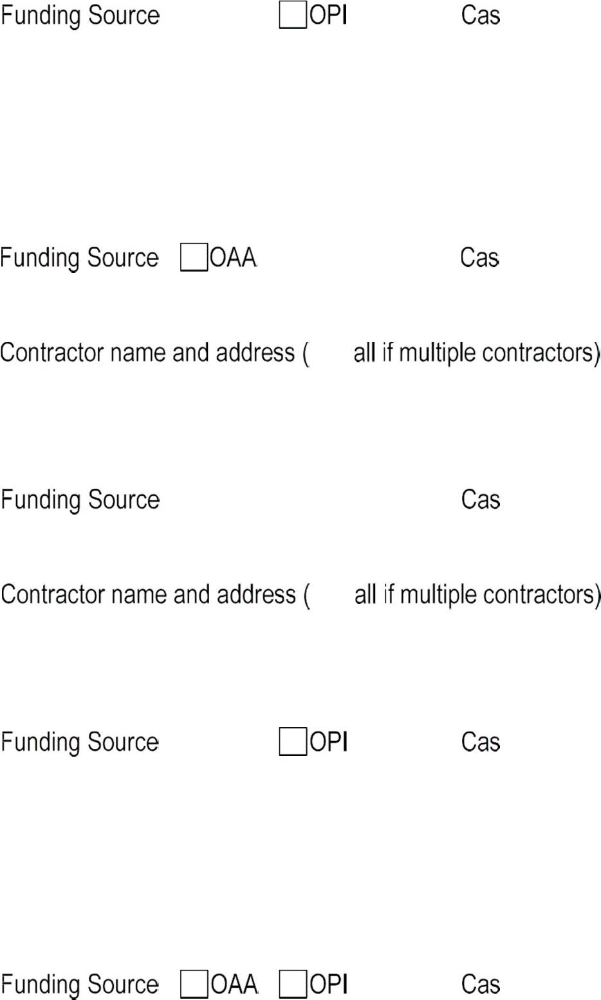 Funding Source ☐ OPI Cas
Funding Source ☐ OAA Cas
Contractor name and address ( all if multiple contractors)
Funding Source Cas
Contractor name and address ( all if multiple contractors)
Funding Source ☐ OPI Cas
Funding Source ☐ OAA ☐ OPI Cas